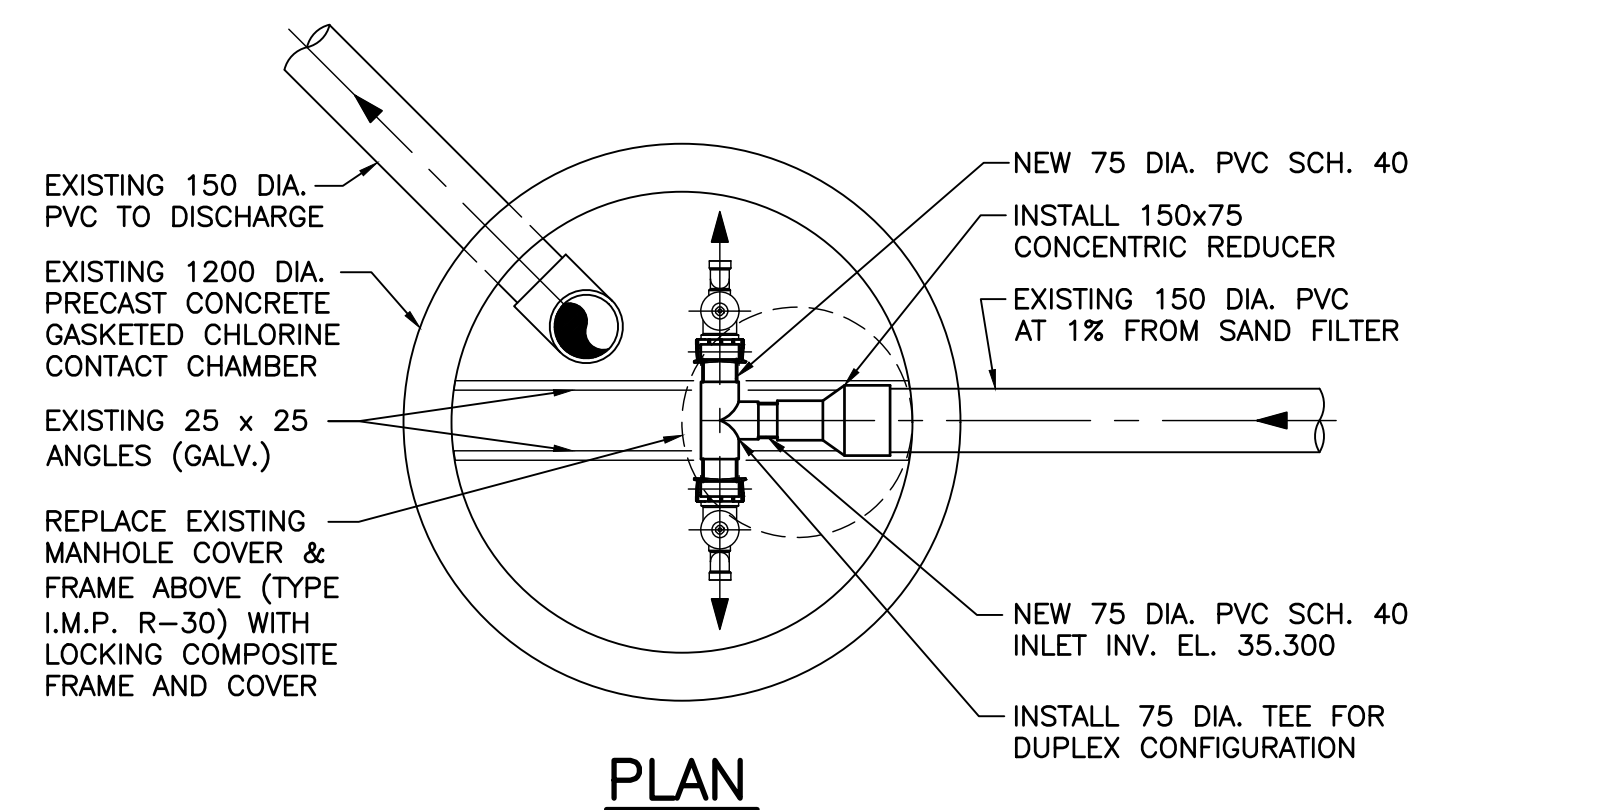 EXISTING 150 DIA.
PVC TO DISCHARGE
EXISTING 1200 DIA.
PRECAST CONCRETE
GASKETED CHLORINE
CONTACT CHAMBER
EXISTING 25 x 25
ANGLES (GALV.)
REPLACE EXISTING
MANHOLE COVER &
FRAME ABOVE (TYPE
I.M.P. R-30) WITH
LOCKING COMPOSITE
FRAME AND COVER
NEW 75 DIA. PVC SCH. 40
INSTALL 150x75
CONCENTRIC REDUCER
EXISTING 150 DIA. PVC
AT 1% FROM SAND FILTER
NEW 75 DIA. PVC SCH. 40
INLET INV. EL. 35.300
INSTALL 75 DIA. TEE FOR
DUPLEX CONFIGURATION
PLAN